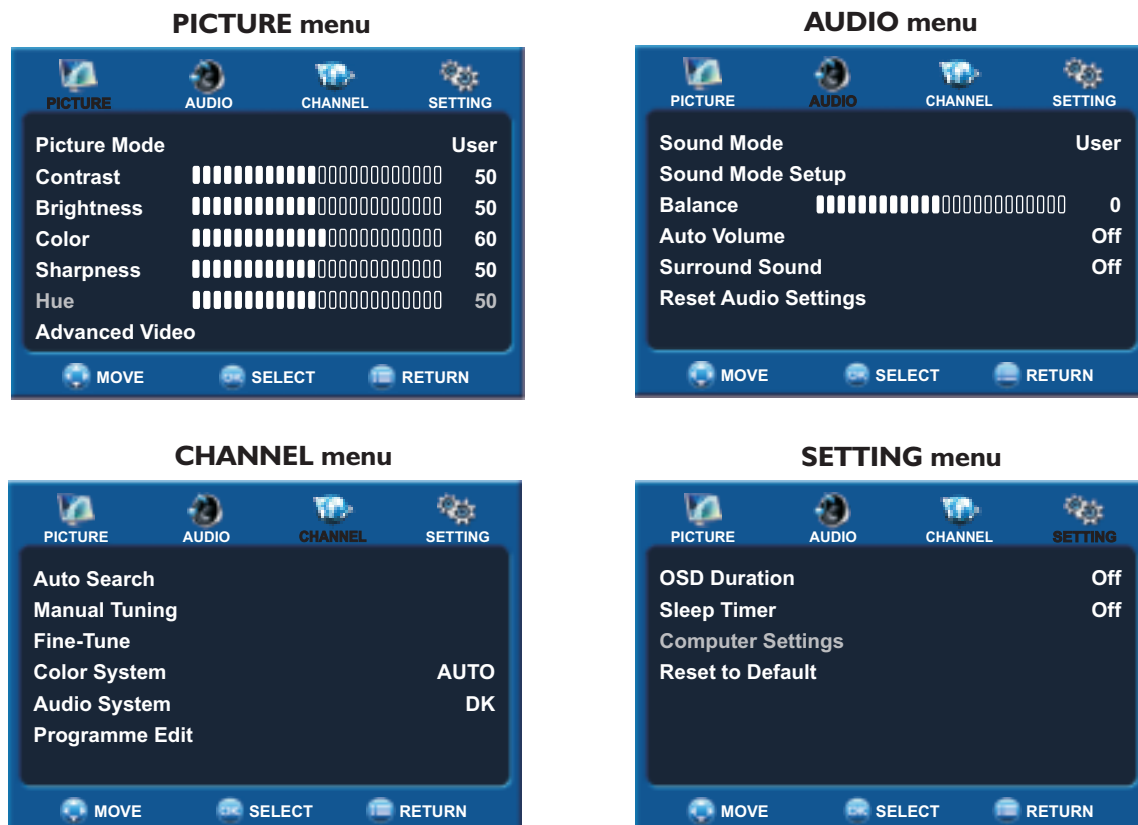 PICTURE menu
PICTURE AUDIO CHANNEL SETTING
Picture Mode User
Contrast 50
Brightness 50
Color 60
Sharpness 50
Hue 50
Advanced Video
MOVE OK SELECT RETURN
AUDIO menu
PICTURE AUDIO CHANNEL SETTING
Sound Mode User
Sound Mode Setup
Balance 0
Auto Volume Off
Surround Sound Off
Reset Audio Settings
MOVE OK SELECT RETURN
CHANNEL menu
PICTURE AUDIO CHANNEL SETTING
Auto Search
Manual Tuning
Fine-Tune
Color System AUTO
Audio System DK
Programme Edit
MOVE OK SELECT RETURN
SETTING menu
PICTURE AUDIO CHANNEL SETTING
OSD Duration Off
Sleep Timer Off
Computer Settings
Reset to Default
MOVE OK SELECT RETURN